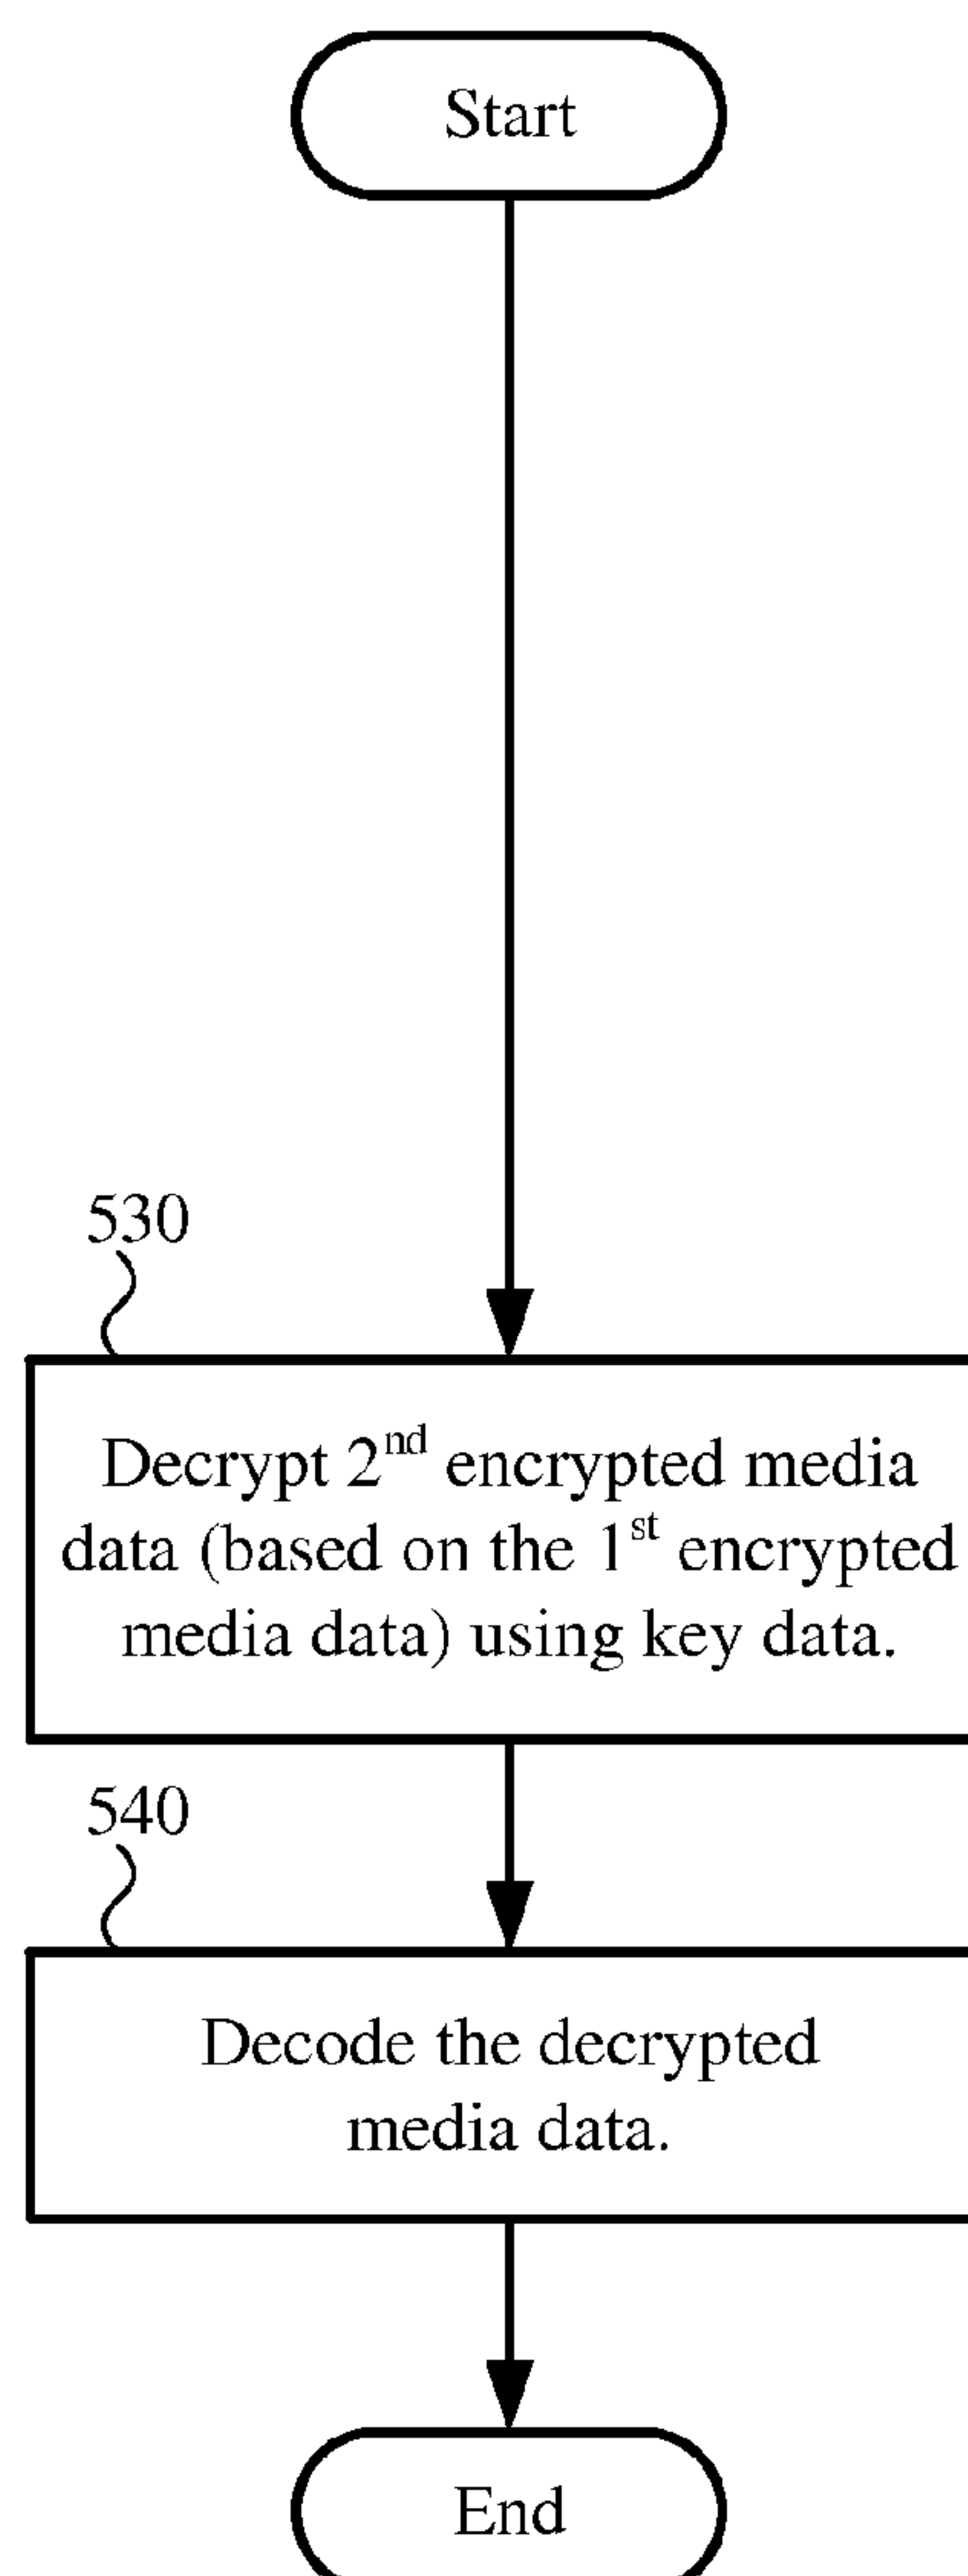 Start
530
Decrypt 2nd encrypted media
data (based on the 1st encrypted
media data) using key data.
540
Decode the decrypted
media data.
End